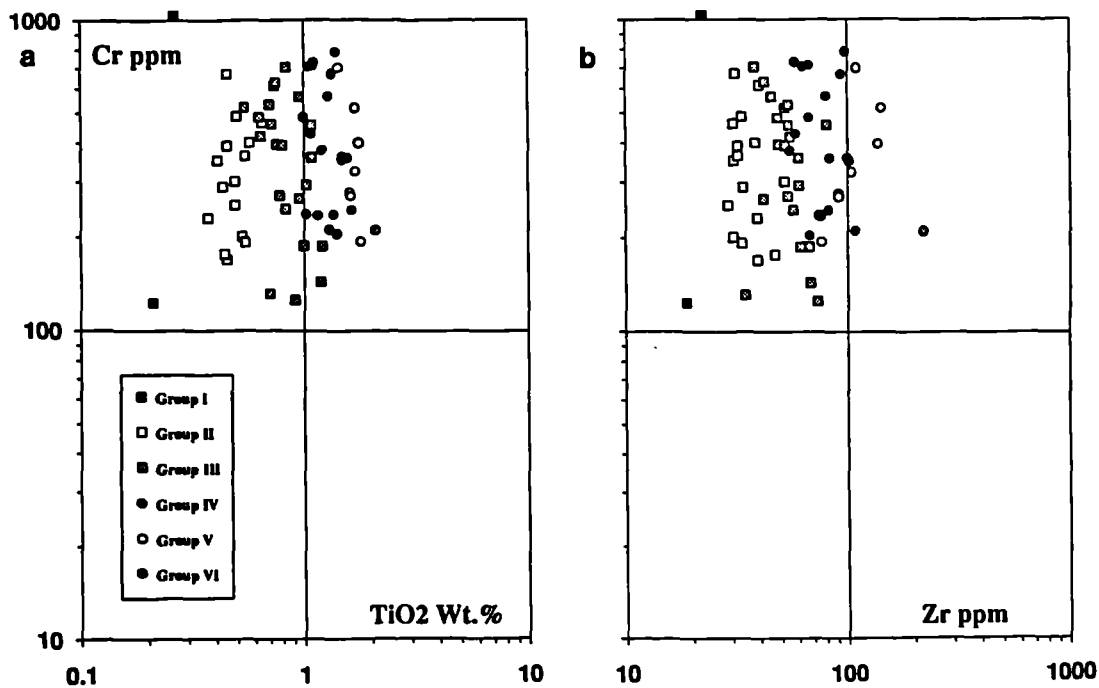 1000
100
10
a
Cr ppm
Group I
Group II
Group III
Group IV
Group V
Group VI
TiO2 Wt.%
0.1
1
10
b
Zr ppm
10
100
1000